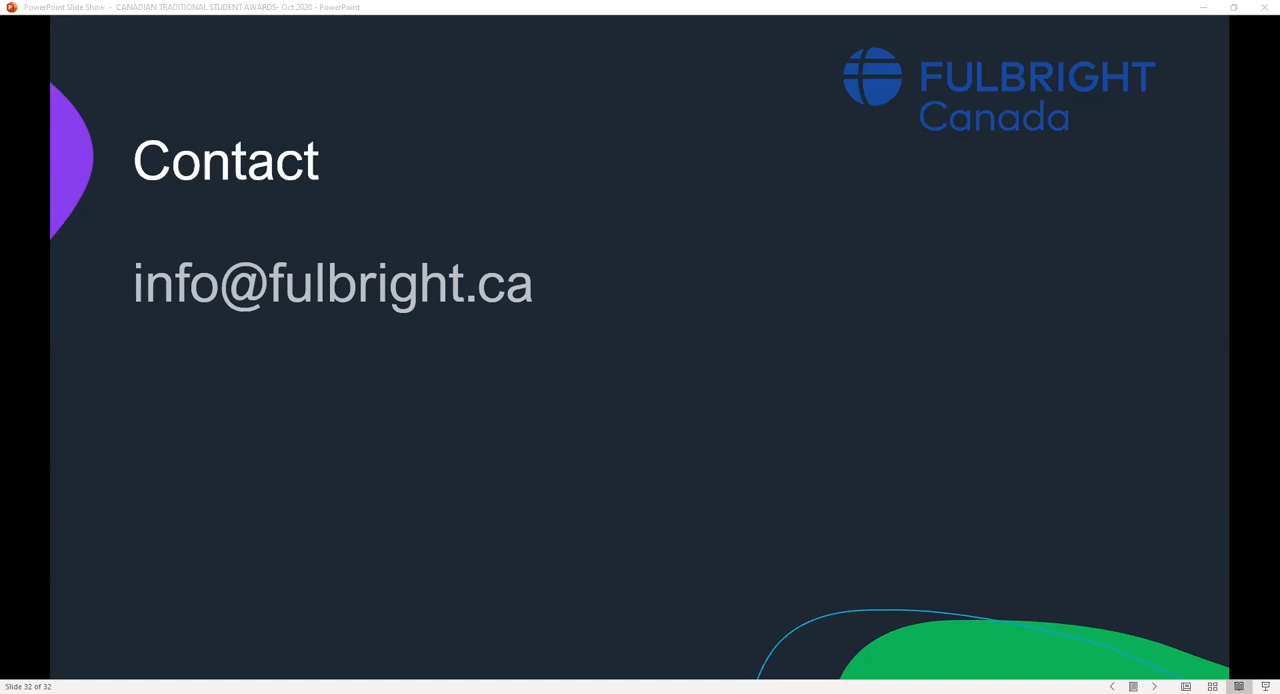 PowerPoint Slide Show - CANADIAN TRADITIONAL STUDENT AWARDS- Oct 2020 - PowerPoint
FULBRIGHT
Canada
Contact
info@fulbright.ca
Slide 32 of 32